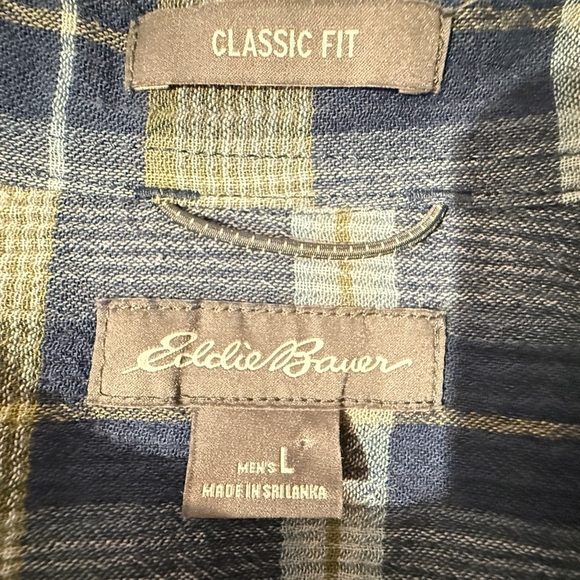 CLASSIC FIT
Eddie Bauer
MEN'S L
MADE IN SRI LANKA